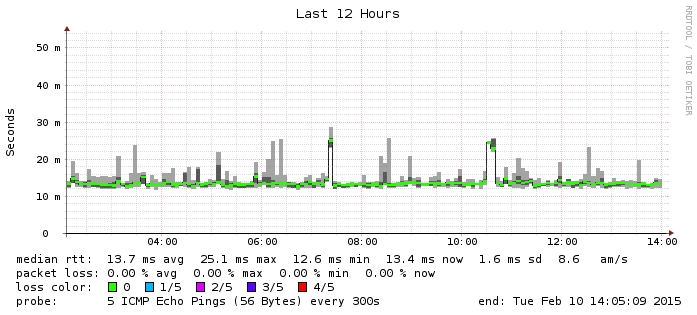 Last 12 Hours
RRDTOOL / TOBI OETIKER
Seconds
50 m
40 m
30 m
20 m
10 m
0
04:00 06:00 08:00 10:00 12:00 14:00
median rtt: 13.7 ms avg 25.1 ms max 12.6 ms min 13.4 ms now 1.6 ms sd 8.6 am/s
packet loss: 0.00 % avg 0.00 % max 0.00 % min 0.00 % now
loss color: 0 1/5 2/5 3/5 4/5
probe: 5 ICMP Echo Pings (56 Bytes) every 300s end: Tue Feb 10 14:05:09 2015